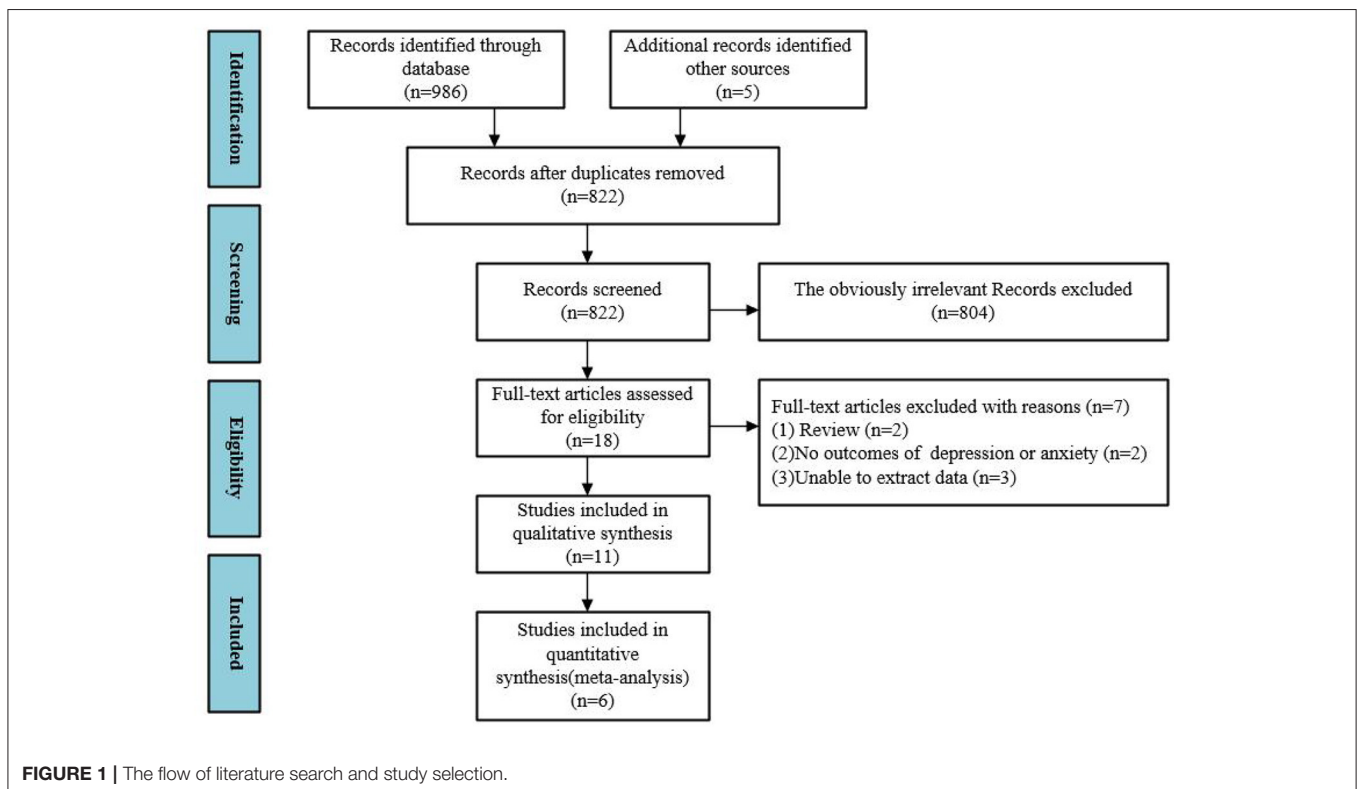 Identification
Records identified through
database
(n=986)
Additional records identified
other sources
(n=5)
Records after duplicates removed
(n=822)
Screening
Records screened
(n=822)
The obviously irrelevant Records excluded
(n=804)
Eligibility
Full-text articles assessed
for eligibility
(n=18)
Full-text articles excluded with reasons (n=7)
(1) Review (n=2)
(2)No outcomes of depression or anxiety (n=2)
(3)Unable to extract data (n=3)
Studies included in
qualitative synthesis
(n=11)
Included
Studies included in
quantitative
synthesis(meta-analysis)
(n=6)
FIGURE 1 | The flow of literature search and study selection.